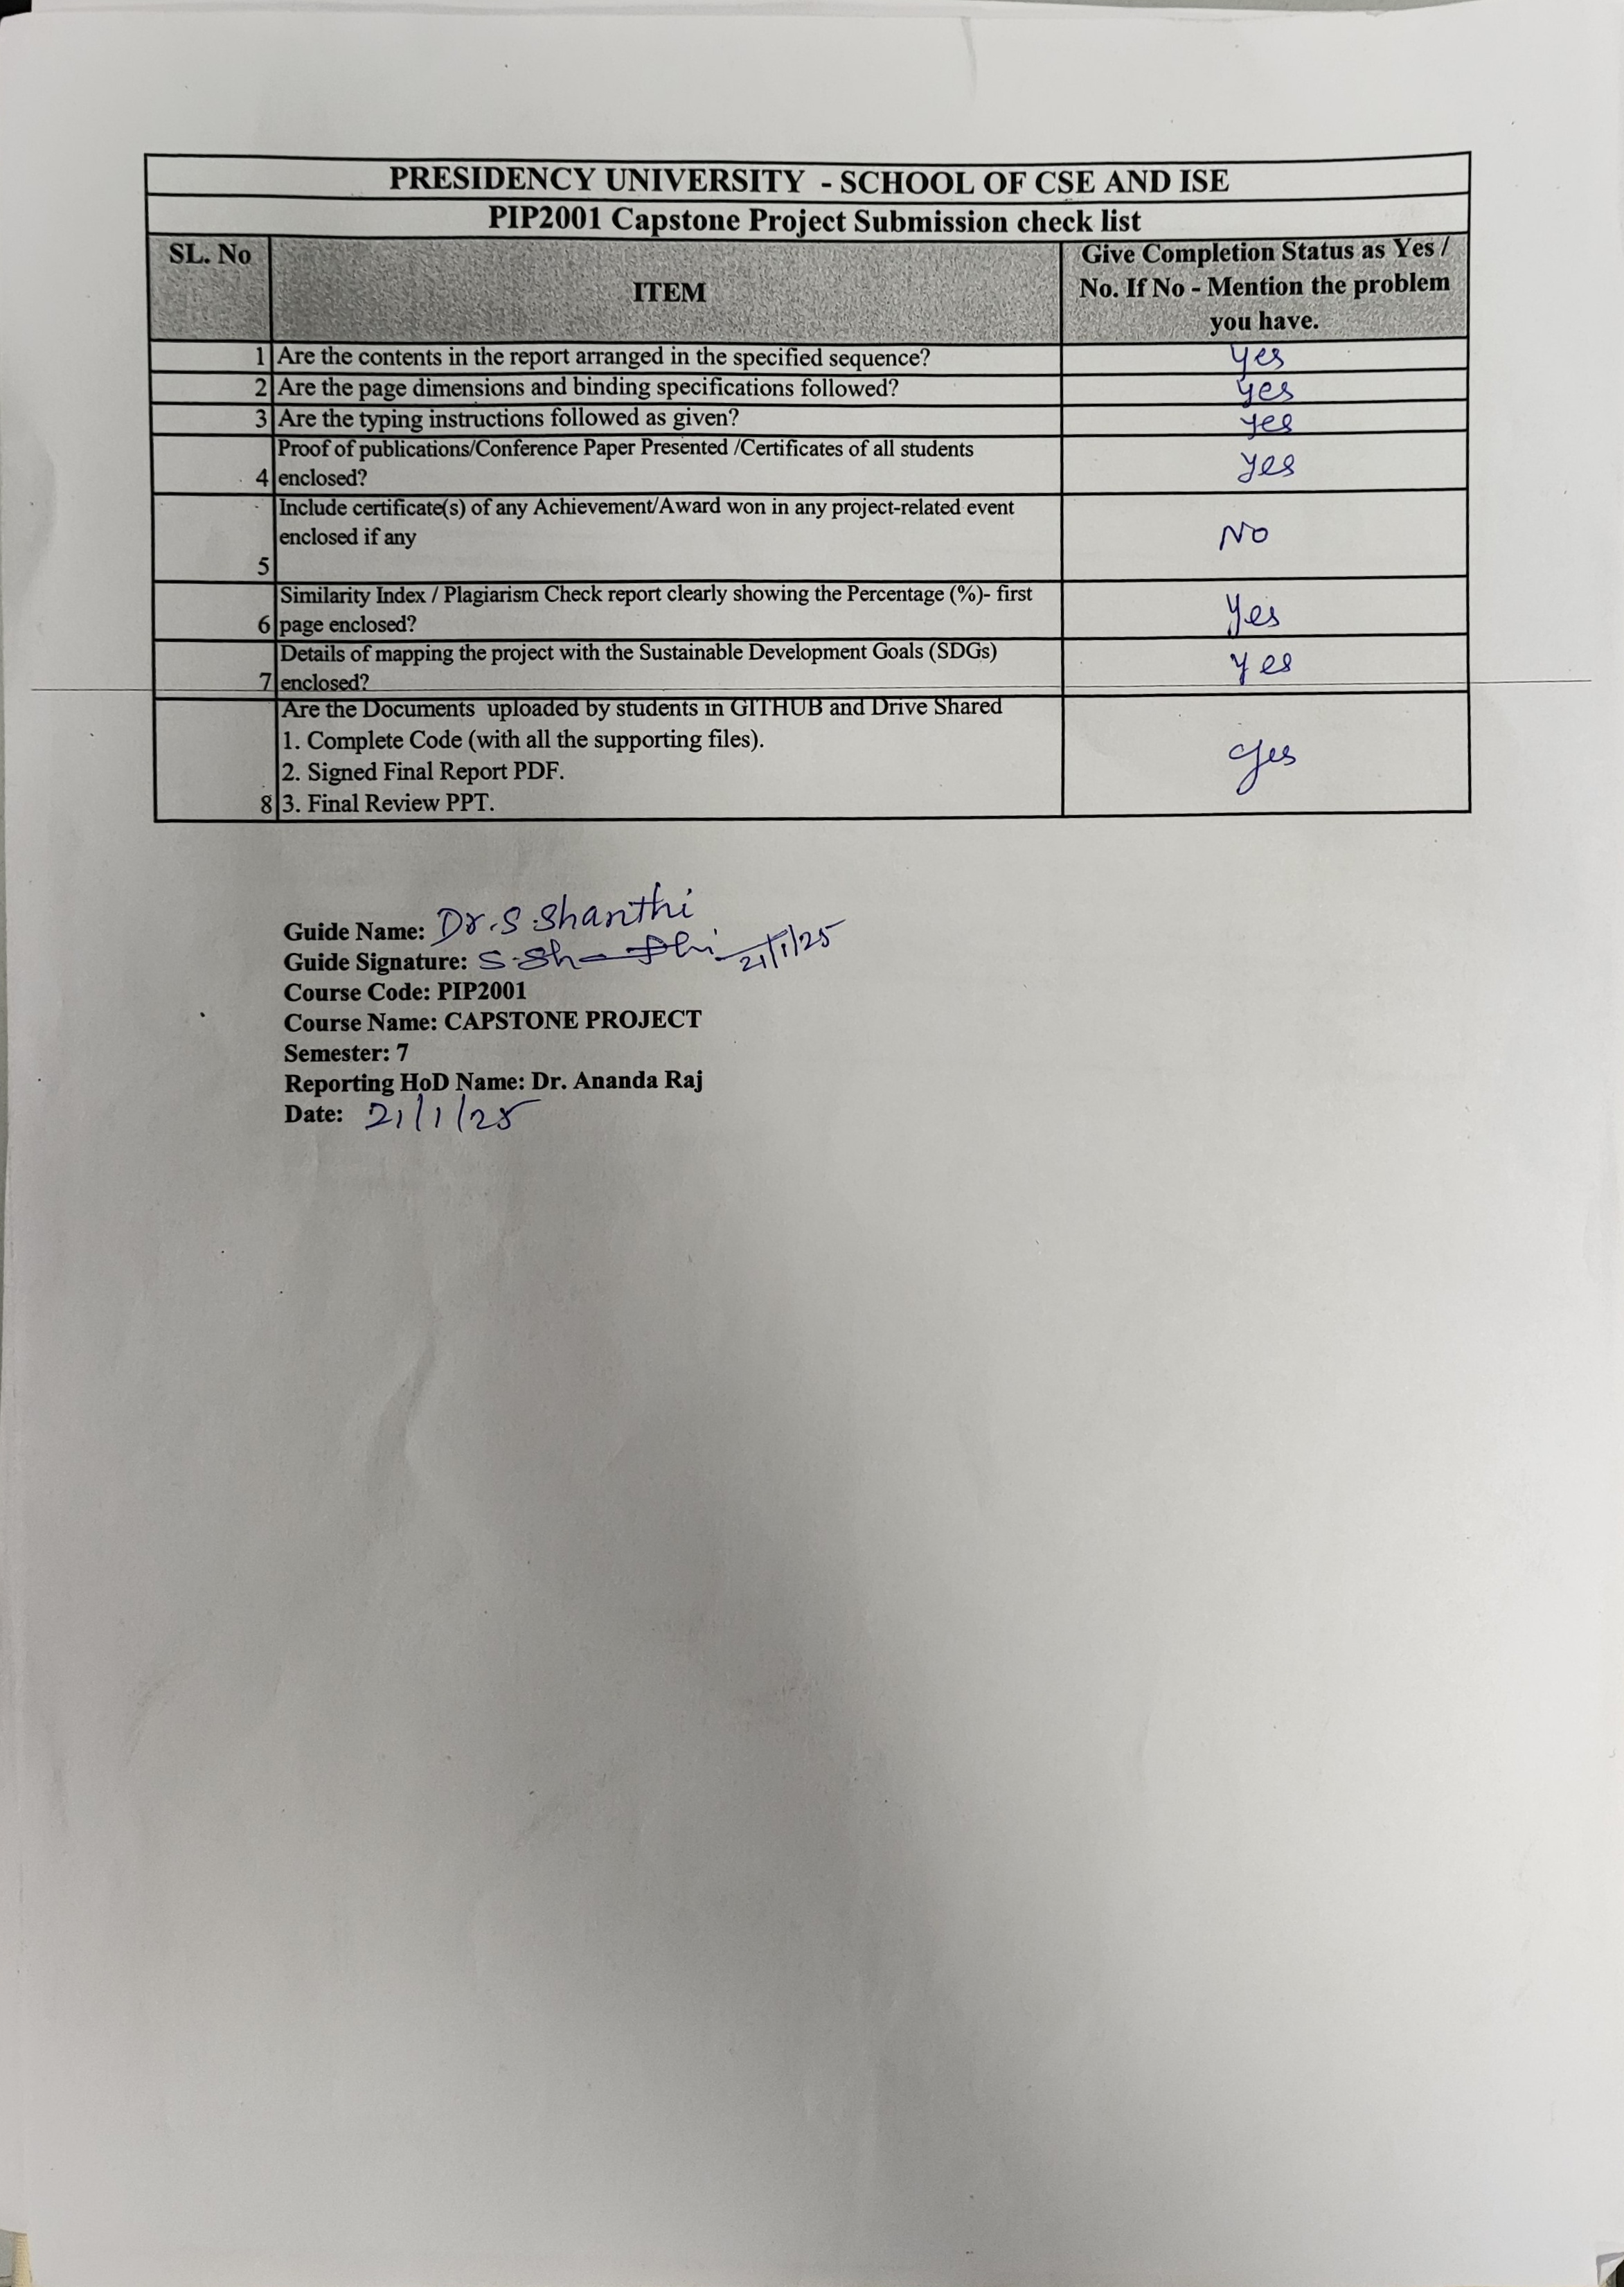 PRESIDENCY UNIVERSITY - SCHOOL OF CSE AND ISE
PIP2001 Capstone Project Submission check list
SL. No
ITEM
Give Completion Status as Yes /
No. If No - Mention the problem
you have.
1 Are the contents in the report arranged in the specified sequence? yes
2 Are the page dimensions and binding specifications followed? yes
3 Are the typing instructions followed as given? yes
Proof of publications/Conference Paper Presented /Certificates of all students
4 enclosed? yes
Include certificate(s) of any Achievement/Award won in any project-related event
enclosed if any
5 NO
Similarity Index / Plagiarism Check report clearly showing the Percentage (%)- first
6 page enclosed? Yes
Details of mapping the project with the Sustainable Development Goals (SDGs)
7 enclosed? yes
Are the Documents uploaded by students in GITHUB and Drive Shared
1. Complete Code (with all the supporting files).
2. Signed Final Report PDF.
8 3. Final Review PPT. yes
Guide Name: Dr. S. Shanthi
Guide Signature: S. Shanthi 21/1/25
Course Code: PIP2001
Course Name: CAPSTONE PROJECT
Semester: 7
Reporting HoD Name: Dr. Ananda Raj
Date: 21/1/25